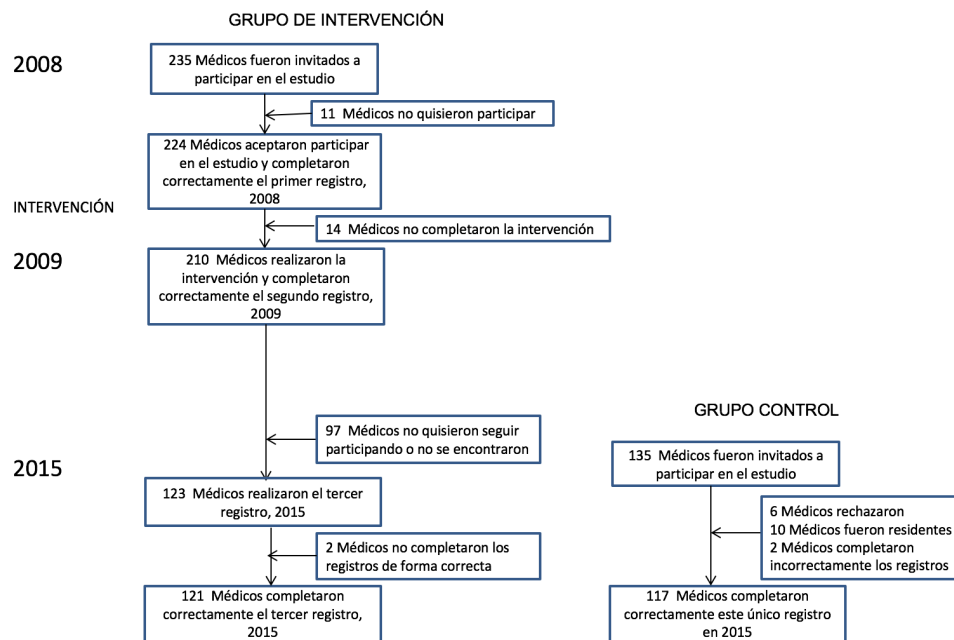 GRUPO DE INTERVENCIÓN
2008
235 Médicos fueron invitados a
participar en el estudio
11 Médicos no quisieron participar
224 Médicos aceptaron participar
en el estudio y completaron
correctamente el primer registro,
2008
INTERVENCIÓN
14 Médicos no completaron la intervención
2009
210 Médicos realizaron la
intervención y completaron
correctamente el segundo registro,
2009
97 Médicos no quisieron seguir
participando o no se encontraron
2015
123 Médicos realizaron el tercer
registro, 2015
2 Médicos no completaron los
registros de forma correcta
121 Médicos completaron
correctamente el tercer registro,
2015
GRUPO CONTROL
135 Médicos fueron invitados a
participar en el estudio
6 Médicos rechazaron
10 Médicos fueron residentes
2 Médicos completaron
incorrectamente los registros
117 Médicos completaron
correctamente este único registro
en 2015